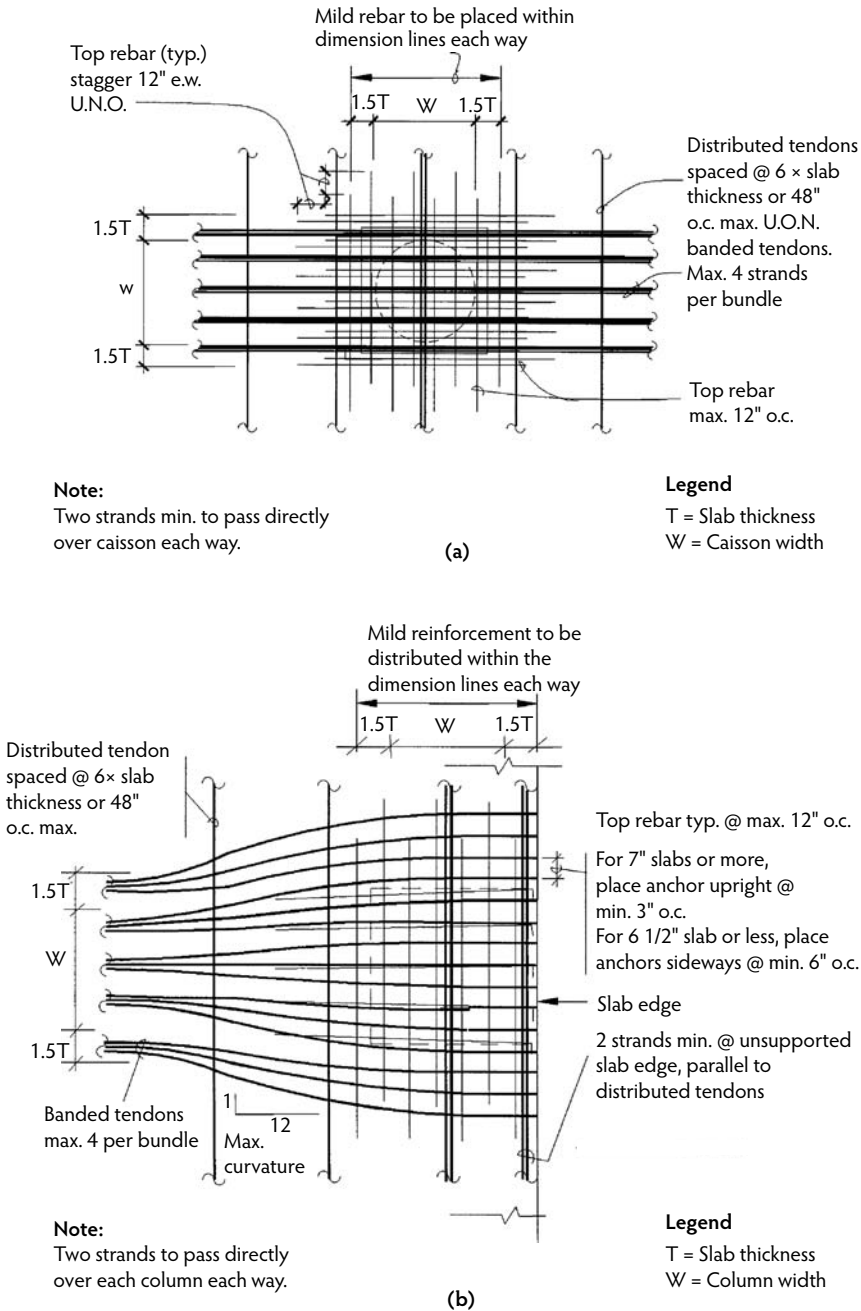 Mild rebar to be placed within
dimension lines each way
Top rebar (typ.)
stagger 12" e.w.
U.N.O.
1.5T
W
1.5T
Distributed tendons
spaced @ 6 × slab
thickness or 48"
o.c. max. U.O.N.
banded tendons.
Max. 4 strands
per bundle
1.5T
w
1.5T
Top rebar
max. 12" o.c.
Note:
Two strands min. to pass directly
over caisson each way.
Legend
T = Slab thickness
W = Caisson width
(a)
Mild reinforcement to be
distributed within the
dimension lines each way
1.5T
W
1.5T
Distributed tendon
spaced @ 6× slab
thickness or 48"
o.c. max.
Top rebar typ. @ max. 12" o.c.
For 7" slabs or more,
place anchor upright @
min. 3" o.c.
For 6 1/2" slab or less, place
anchors sideways @ min. 6" o.c.
1.5T
W
1.5T
Slab edge
2 strands min. @ unsupported
slab edge, parallel to
distributed tendons
Banded tendons
max. 4 per bundle
1
12
Max.
curvature
Note:
Two strands to pass directly
over each column each way.
Legend
T = Slab thickness
W = Column width
(b)